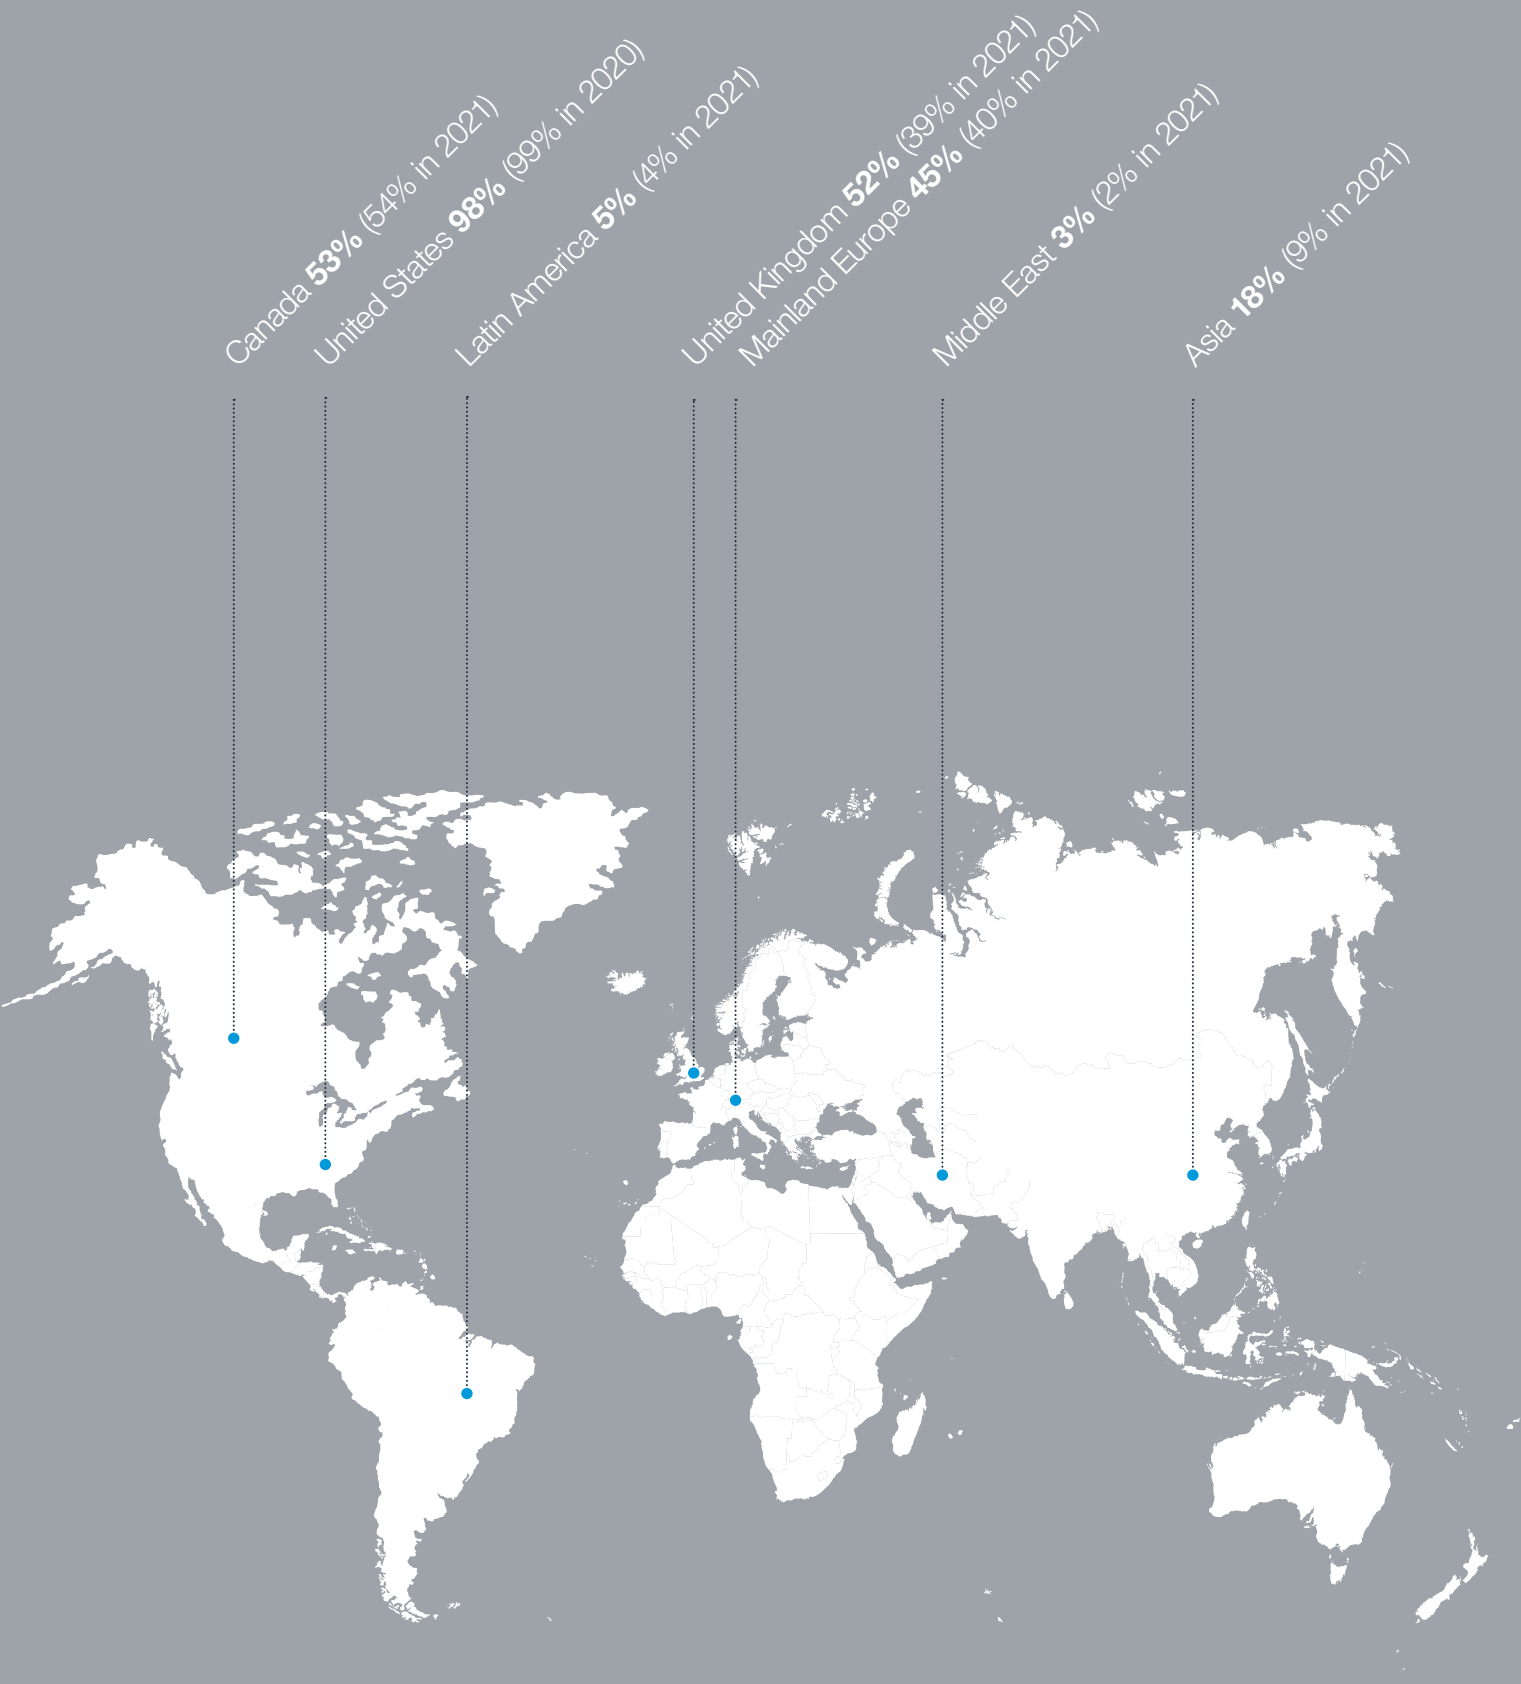 Canada 53% (54% in 2021)
United States 98% (99% in 2020)
Latin America 5% (4% in 2021)
United Kingdom 52% (39% in 2021)
Mainland Europe 45% (40% in 2021)
Middle East 3% (2% in 2021)
Asia 18% (9% in 2021)